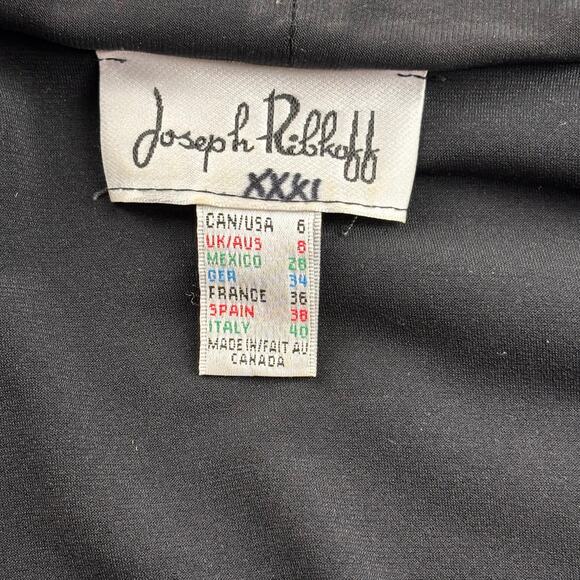 Joseph Ribkoff
XXXI
CAN/USA 6
UK/AUS 8
MEXICO 28
GER 34
FRANCE 36
SPAIN 38
ITALY 40
MADE IN/FAIT AU
CANADA